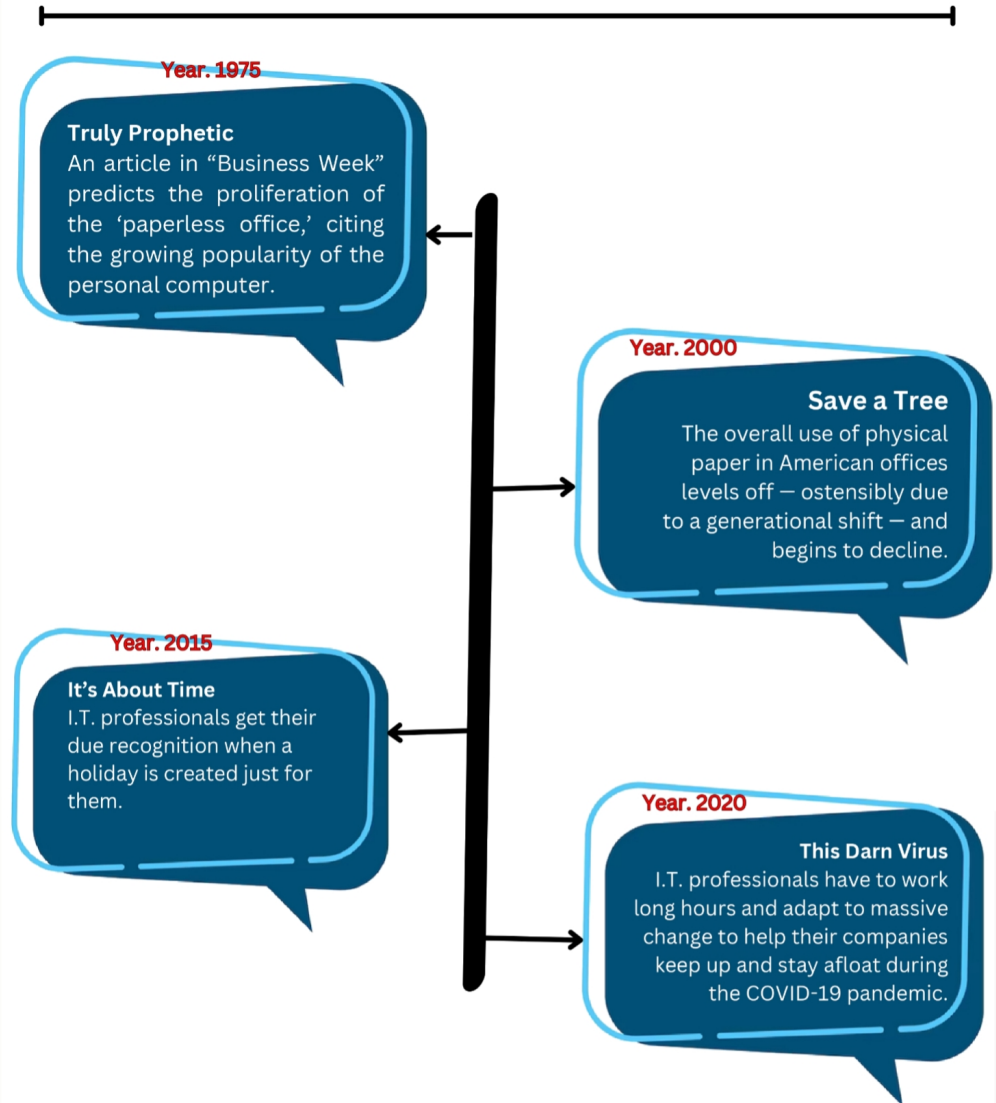 Year. 1975
Truly Prophetic
An article in “Business Week”
predicts the proliferation of
the ‘paperless office,’ citing
the growing popularity of the
personal computer.
Year. 2000
Save a Tree
The overall use of physical
paper in American offices
levels off — ostensibly due
to a generational shift — and
begins to decline.
Year. 2015
It’s About Time
I.T. professionals get their
due recognition when a
holiday is created just for
them.
Year. 2020
This Darn Virus
I.T. professionals have to work
long hours and adapt to massive
change to help their companies
keep up and stay afloat during
the COVID-19 pandemic.